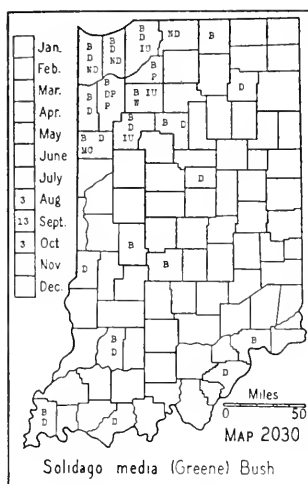 Jan.
Feb.
Mar.
Apr.
May
June
July
3 Aug
13 Sept.
3 Oct
Nov
Dec.
B D ND
B D ND
B D IU
ND
B
B D
B DP P
B P
B IU W
D
B D MC
B D IU
B D
D
B
D
B
B D
B
D
B D
D
Miles
0 50
MAP 2030
Solidago media (Greene) Bush